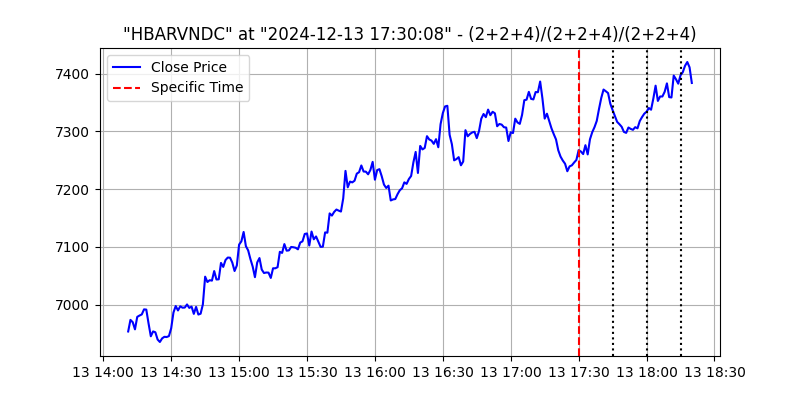 "HBARVNDC" at "2024-12-13 17:30:08" - (2+2+4)/(2+2+4)/(2+2+4)
Close Price
Specific Time
7400
7300
7200
7100
7000
13 14:00 13 14:30 13 15:00 13 15:30 13 16:00 13 16:30 13 17:00 13 17:30 13 18:00 13 18:30